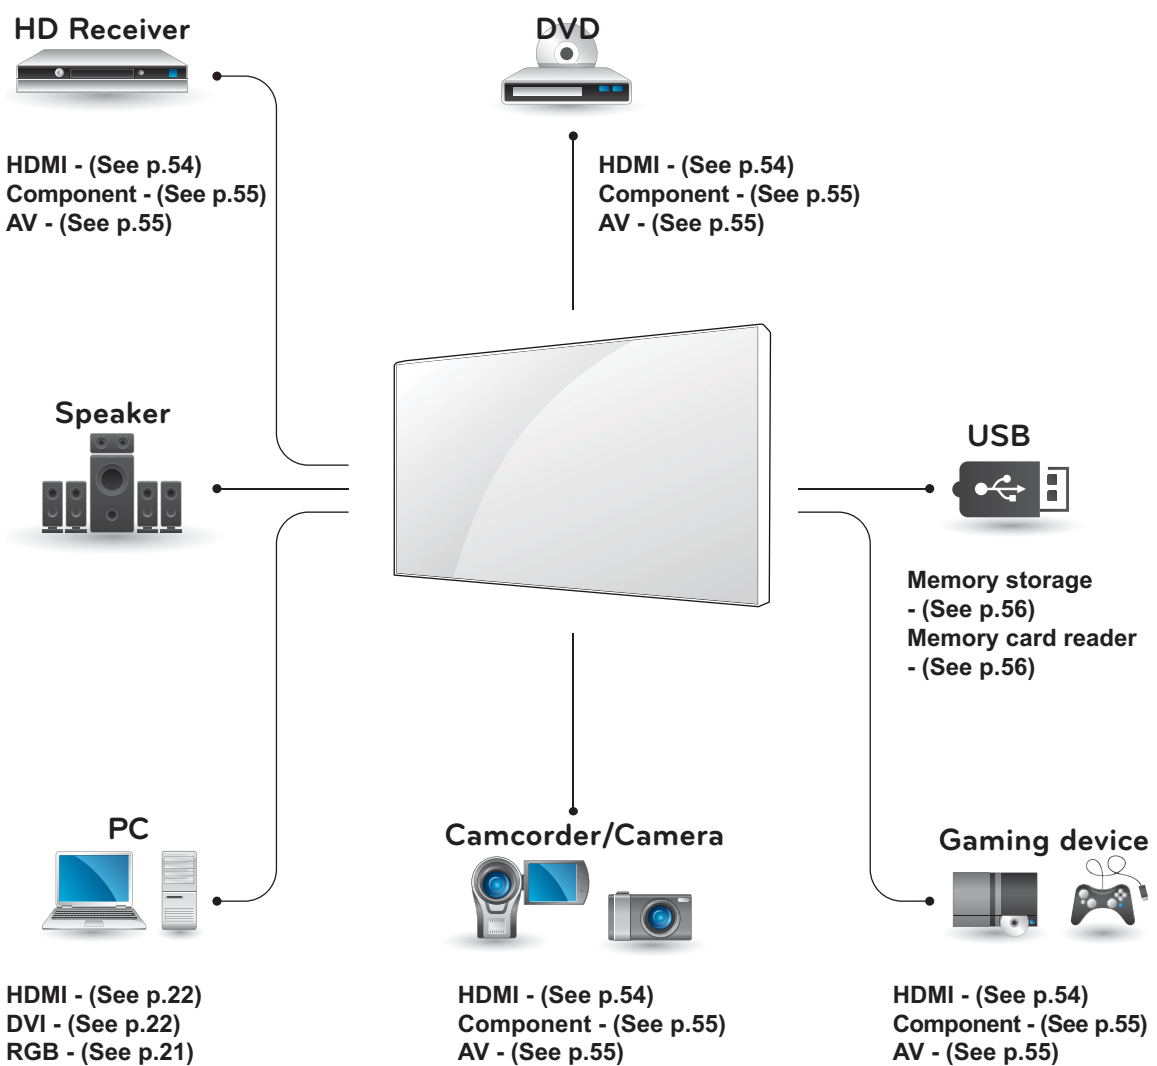 HD Receiver
HDMI - (See p.54)
Component - (See p.55)
AV - (See p.55)
DVD
HDMI - (See p.54)
Component - (See p.55)
AV - (See p.55)
Speaker
USB
Memory storage
- (See p.56)
Memory card reader
- (See p.56)
PC
HDMI - (See p.22)
DVI - (See p.22)
RGB - (See p.21)
Camcorder/Camera
HDMI - (See p.54)
Component - (See p.55)
AV - (See p.55)
Gaming device
HDMI - (See p.54)
Component - (See p.55)
AV - (See p.55)